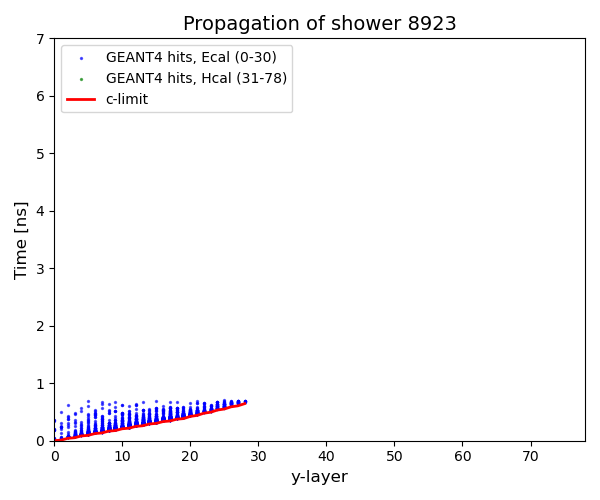 Propagation of shower 8923
GEANT4 hits, Ecal (0-30)
GEANT4 hits, Hcal (31-78)
c-limit
Time [ns]
7
6
5
4
3
2
1
0
0 10 20 30 40 50 60 70
y-layer